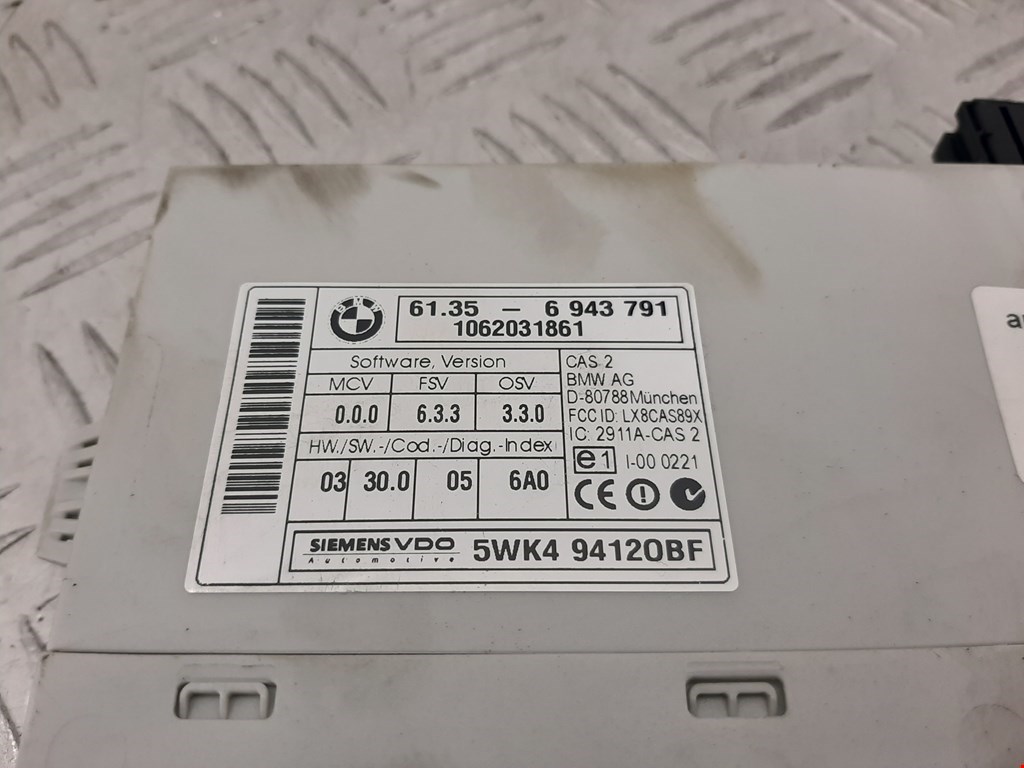 BMW
61.35 – 6 943 791
1062031861
Software, Version
MCV FSV OSV
0.0.0 6.3.3 3.3.0
HW./SW.-/Cod.-/Diag.-Index
03 30.0 05 6A0
CAS 2
BMW AG
D-80788 München
FCC ID: LX8CAS89X
IC: 2911A-CAS 2
e1 I-00 0221
CE
SIEMENS VDO
Automotive
5WK4 94120BF